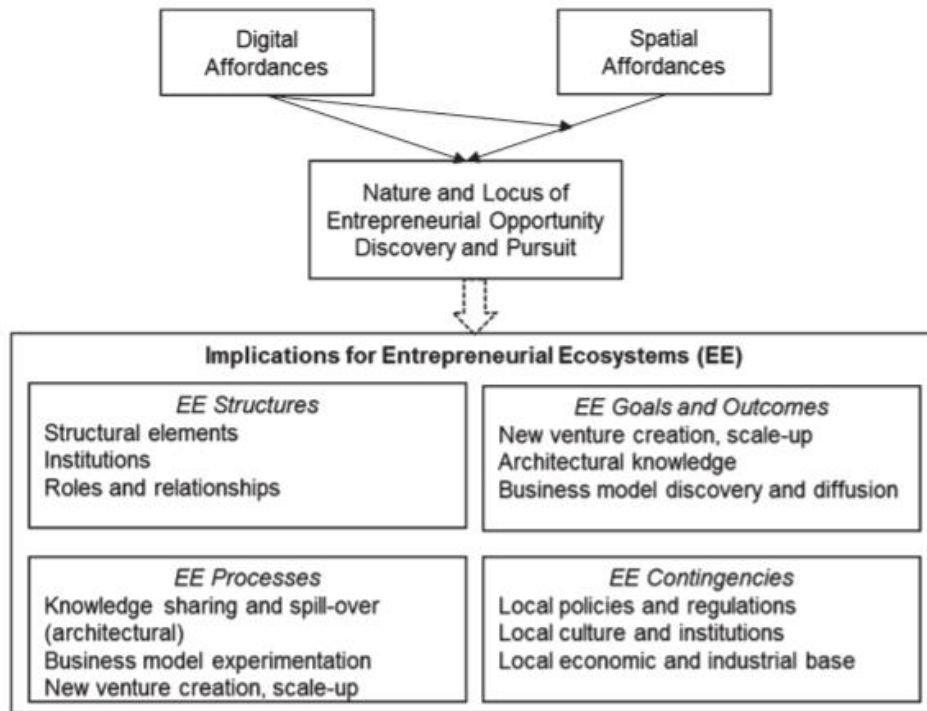 Digital
Affordances
Spatial
Affordances
Nature and Locus of
Entrepreneurial Opportunity
Discovery and Pursuit
Implications for Entrepreneurial Ecosystems (EE)
EE Structures
Structural elements
Institutions
Roles and relationships
EE Goals and Outcomes
New venture creation, scale-up
Architectural knowledge
Business model discovery and diffusion
EE Processes
Knowledge sharing and spill-over
(architectural)
Business model experimentation
New venture creation, scale-up
EE Contingencies
Local policies and regulations
Local culture and institutions
Local economic and industrial base